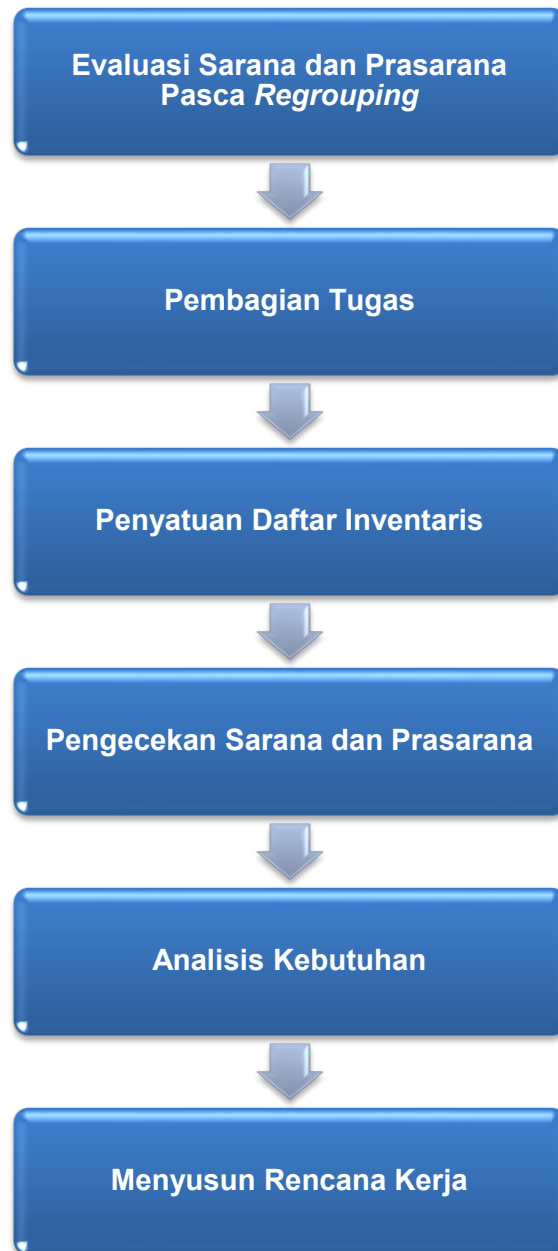 Evaluasi Sarana dan Prasarana
Pasca Regrouping
Pembagian Tugas
Penyatuan Daftar Inventaris
Pengecekan Sarana dan Prasarana
Analisis Kebutuhan
Menyusun Rencana Kerja